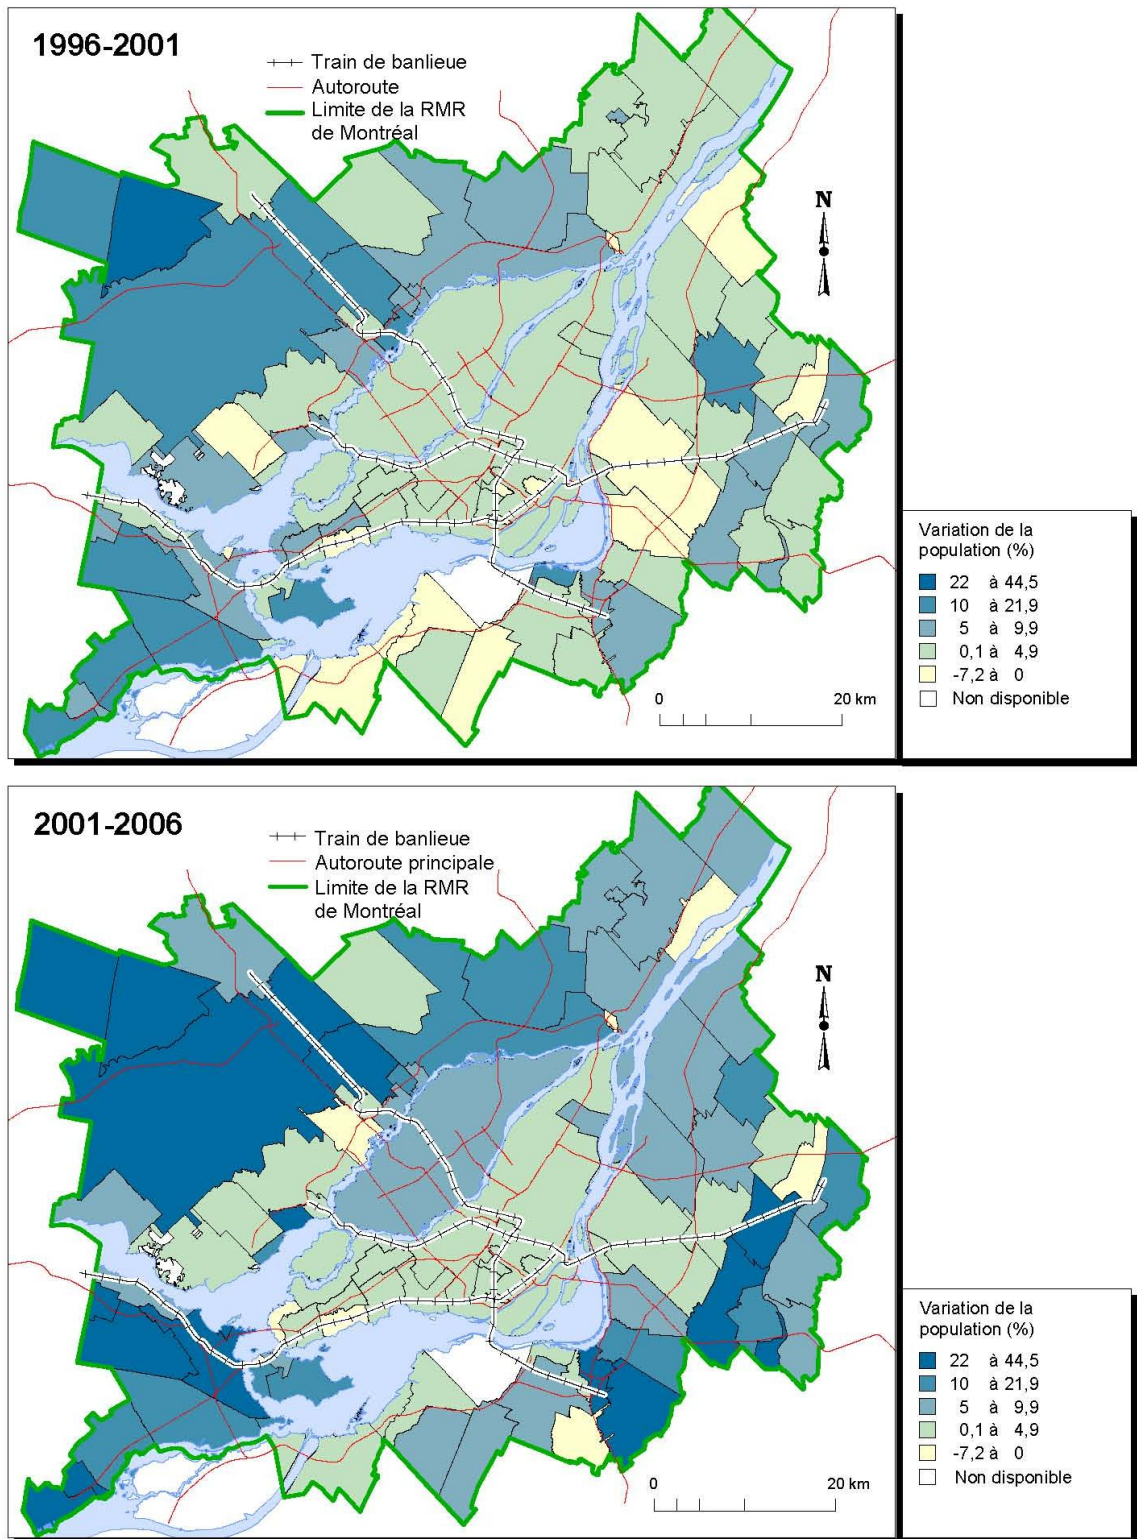 1996-2001
Train de banlieue
Autoroute
Limite de la RMR
de Montréal
N
0 20 km
Variation de la
population (%)
22 à 44,5
10 à 21,9
5 à 9,9
0,1 à 4,9
-7,2 à 0
Non disponible
2001-2006
Train de banlieue
Autoroute principale
Limite de la RMR
de Montréal
N
0 20 km
Variation de la
population (%)
22 à 44,5
10 à 21,9
5 à 9,9
0,1 à 4,9
-7,2 à 0
Non disponible